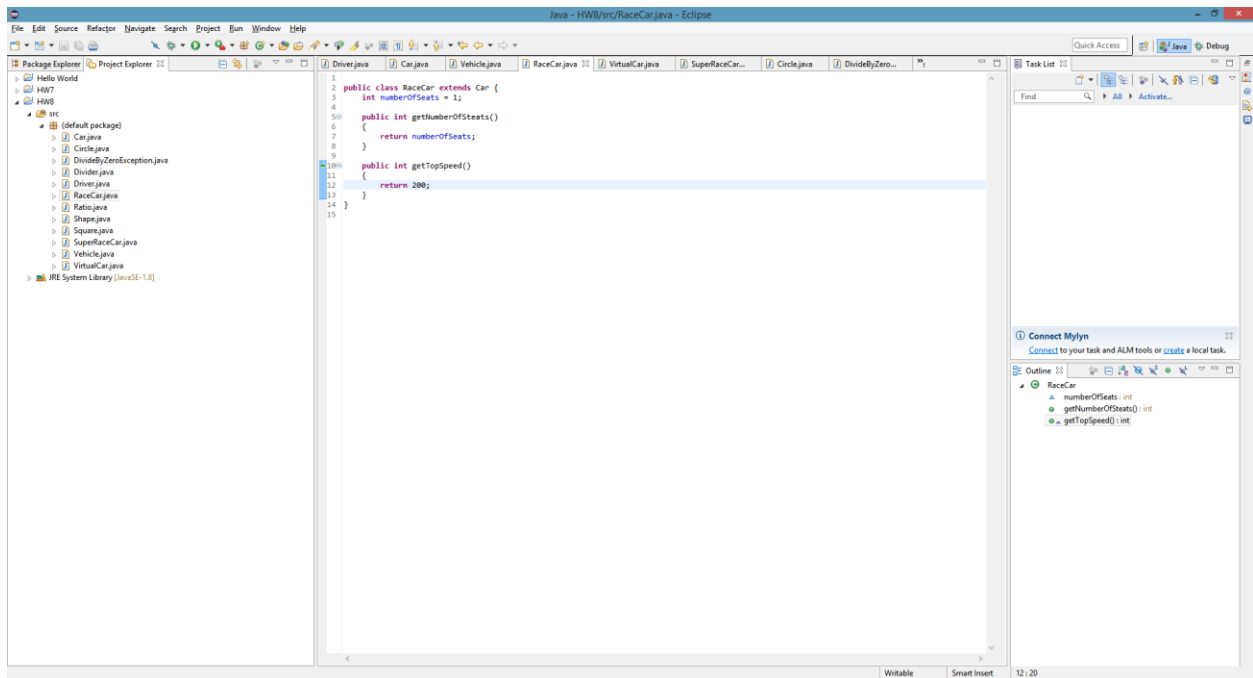 Java - HW8/src/RaceCar.java - Eclipse
File Edit Source Refactor Navigate Search Project Run Window Help
Quick Access Java Debug
Package Explorer Project Explorer
Hello World
HW7
HW8
src
(default package)
Car.java
Circle.java
DivideByZeroException.java
Divider.java
Driver.java
RaceCar.java
Ratio.java
Shape.java
Square.java
SuperRaceCar.java
Vehicle.java
VirtualCar.java
JRE System Library [JavaSE-1.8]
Driver.java Car.java Vehicle.java RaceCar.java VirtualCar.java SuperRaceCar... Circle.java DivideByZero... »1
1
2 public class RaceCar extends Car {
3 int numberOfSeats = 1;
4
5 public int getNumberOfSteats()
6 {
7 return numberOfSeats;
8 }
9
10 public int getTopSpeed()
11 {
12 return 200;
13 }
14 }
15
Task List
Find All Activate...
Connect Mylyn
Connect to your task and ALM tools or create a local task.
Outline
RaceCar
numberOfSeats : int
getNumberOfSteats() : int
getTopSpeed() : int
Writable Smart Insert 12 : 20